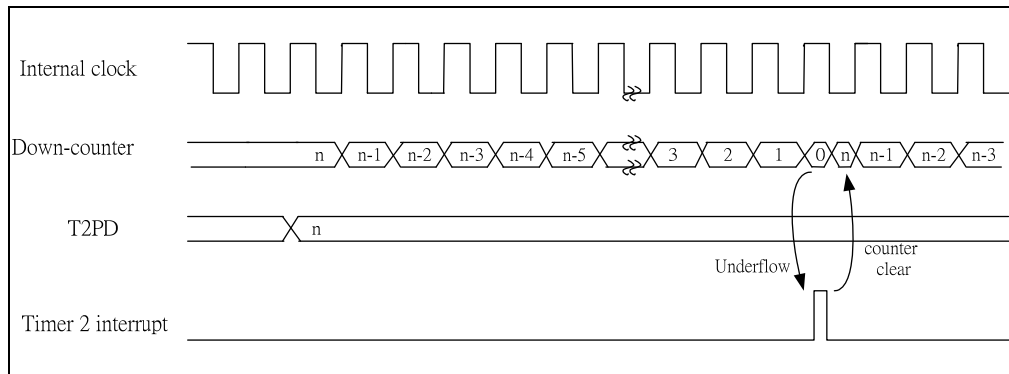 Internal clock
Down-counter n n-1 n-2 n-3 n-4 n-5 3 2 1 0 n n-1 n-2 n-3
T2PD n
Underflow
counter
clear
Timer 2 interrupt